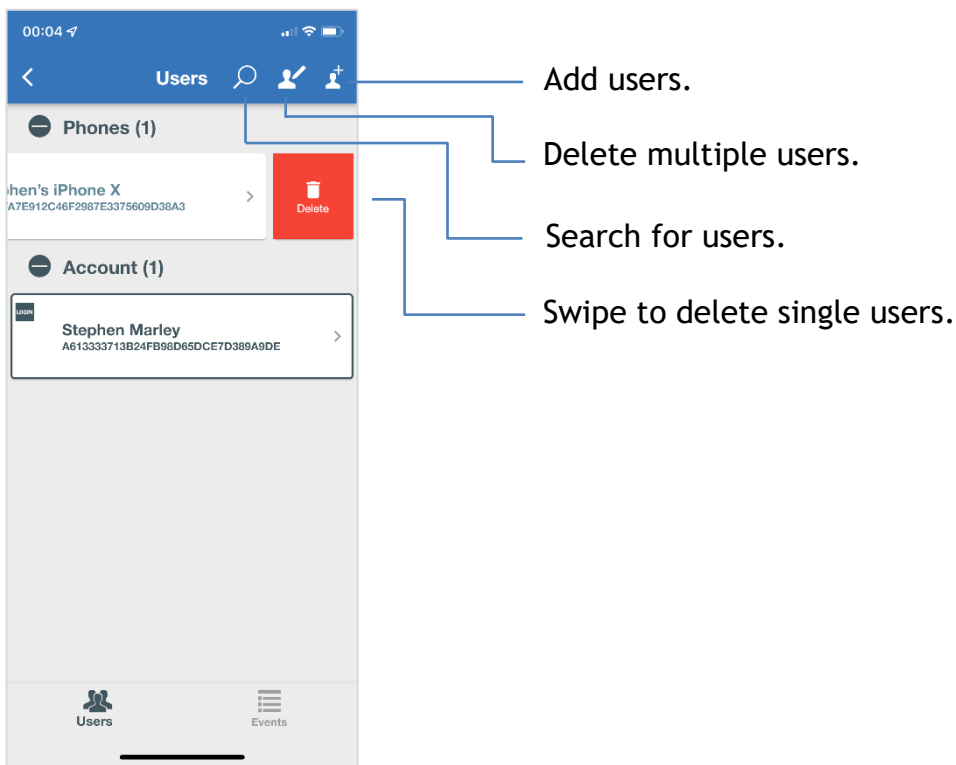 00:04
Users
Add users.
Phones (1)
Delete multiple users.
hen's iPhone X
A7E912C46F2987E3375609D38A3
Delete
Search for users.
Account (1)
Swipe to delete single users.
LOGIN
Stephen Marley
A613333713B24FB98D65DCE7D389A9DE
Users
Events